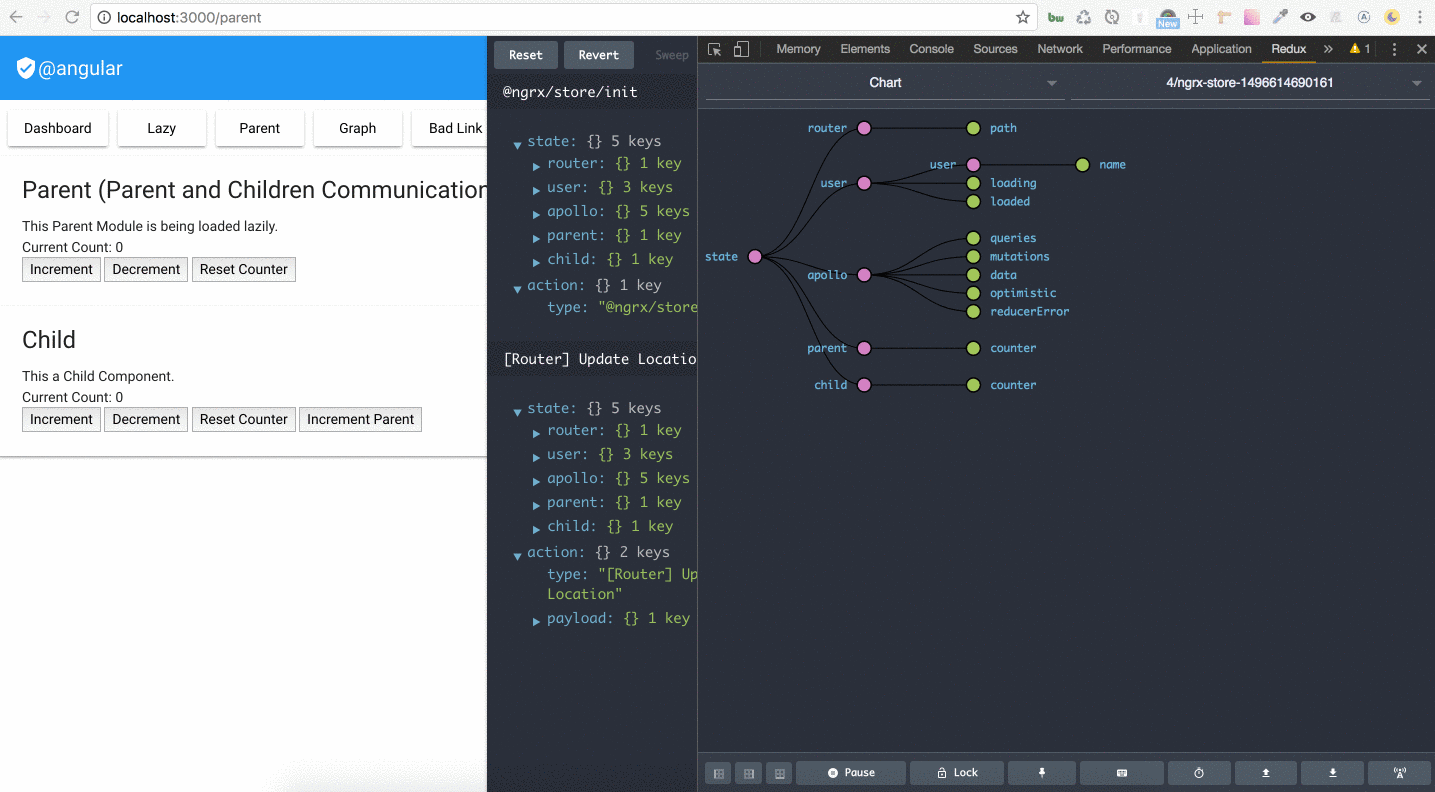 localhost:3000/parent
bw
New
@angular
Dashboard Lazy Parent Graph Bad Link
Parent (Parent and Children Communication
This Parent Module is being loaded lazily.
Current Count: 0
Increment Decrement Reset Counter
Child
This a Child Component.
Current Count: 0
Increment Decrement Reset Counter Increment Parent
Reset Revert Sweep
@ngrx/store/init
state: {} 5 keys
router: {} 1 key
user: {} 3 keys
apollo: {} 5 keys
parent: {} 1 key
child: {} 1 key
action: {} 1 key
type: "@ngrx/store
[Router] Update Locatio
state: {} 5 keys
router: {} 1 key
user: {} 3 keys
apollo: {} 5 keys
parent: {} 1 key
child: {} 1 key
action: {} 2 keys
type: "[Router] Up
Location"
payload: {} 1 key
Memory Elements Console Sources Network Performance Application Redux » 1
Chart 4/ngrx-store-1496614690161
router path
user name
user loading
loaded
queries
mutations
state
apollo data
optimistic
reducerError
parent counter
child counter
Pause Lock